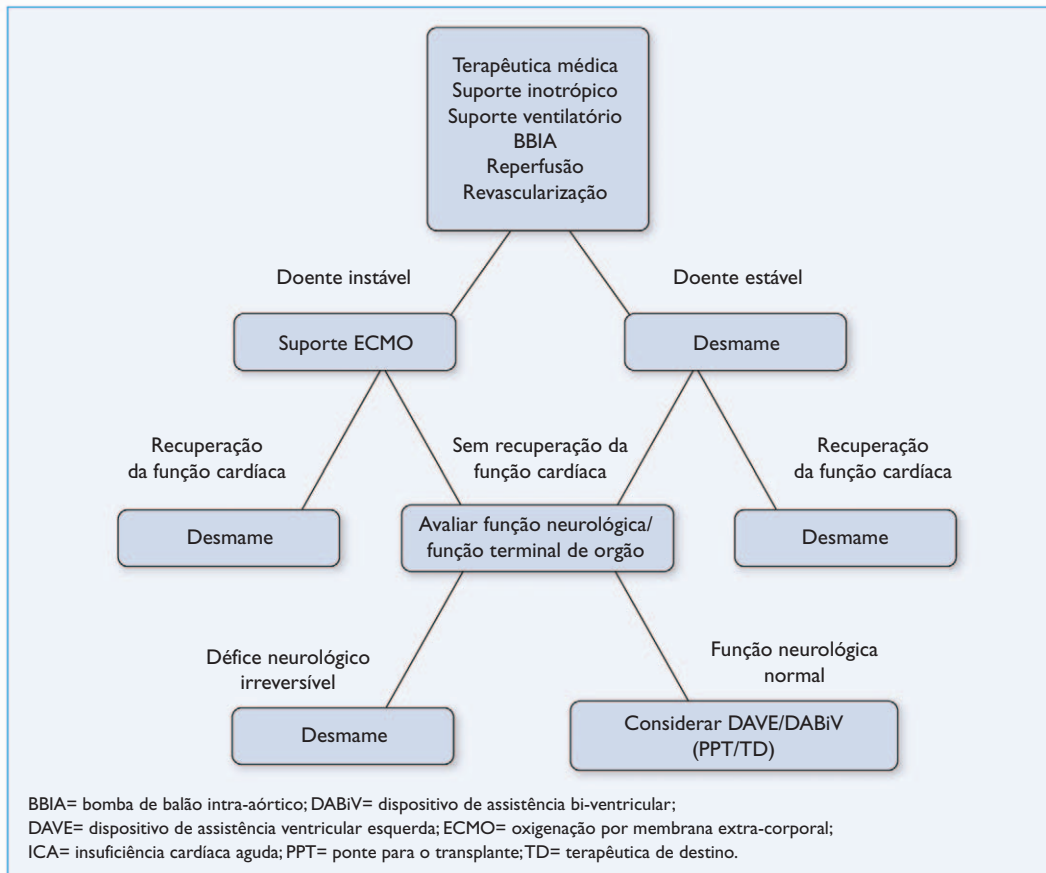 Terapêutica médica
Suporte inotrópico
Suporte ventilatório
BBIA
Reperfusão
Revascularização
Doente instável
Doente estável
Suporte ECMO
Desmame
Recuperação
da função cardíaca
Sem recuperação da
função cardíaca
Recuperação
da função cardíaca
Desmame
Avaliar função neurológica/
função terminal de orgão
Desmame
Défice neurológico
irreversível
Função neurológica
normal
Desmame
Considerar DAVE/DABiV
(PPT/TD)
BBIA= bomba de balão intra-aórtico; DABiV= dispositivo de assistência bi-ventricular;
DAVE= dispositivo de assistência ventricular esquerda; ECMO= oxigenação por membrana extra-corporal;
ICA= insuficiência cardíaca aguda; PPT= ponte para o transplante; TD= terapêutica de destino.